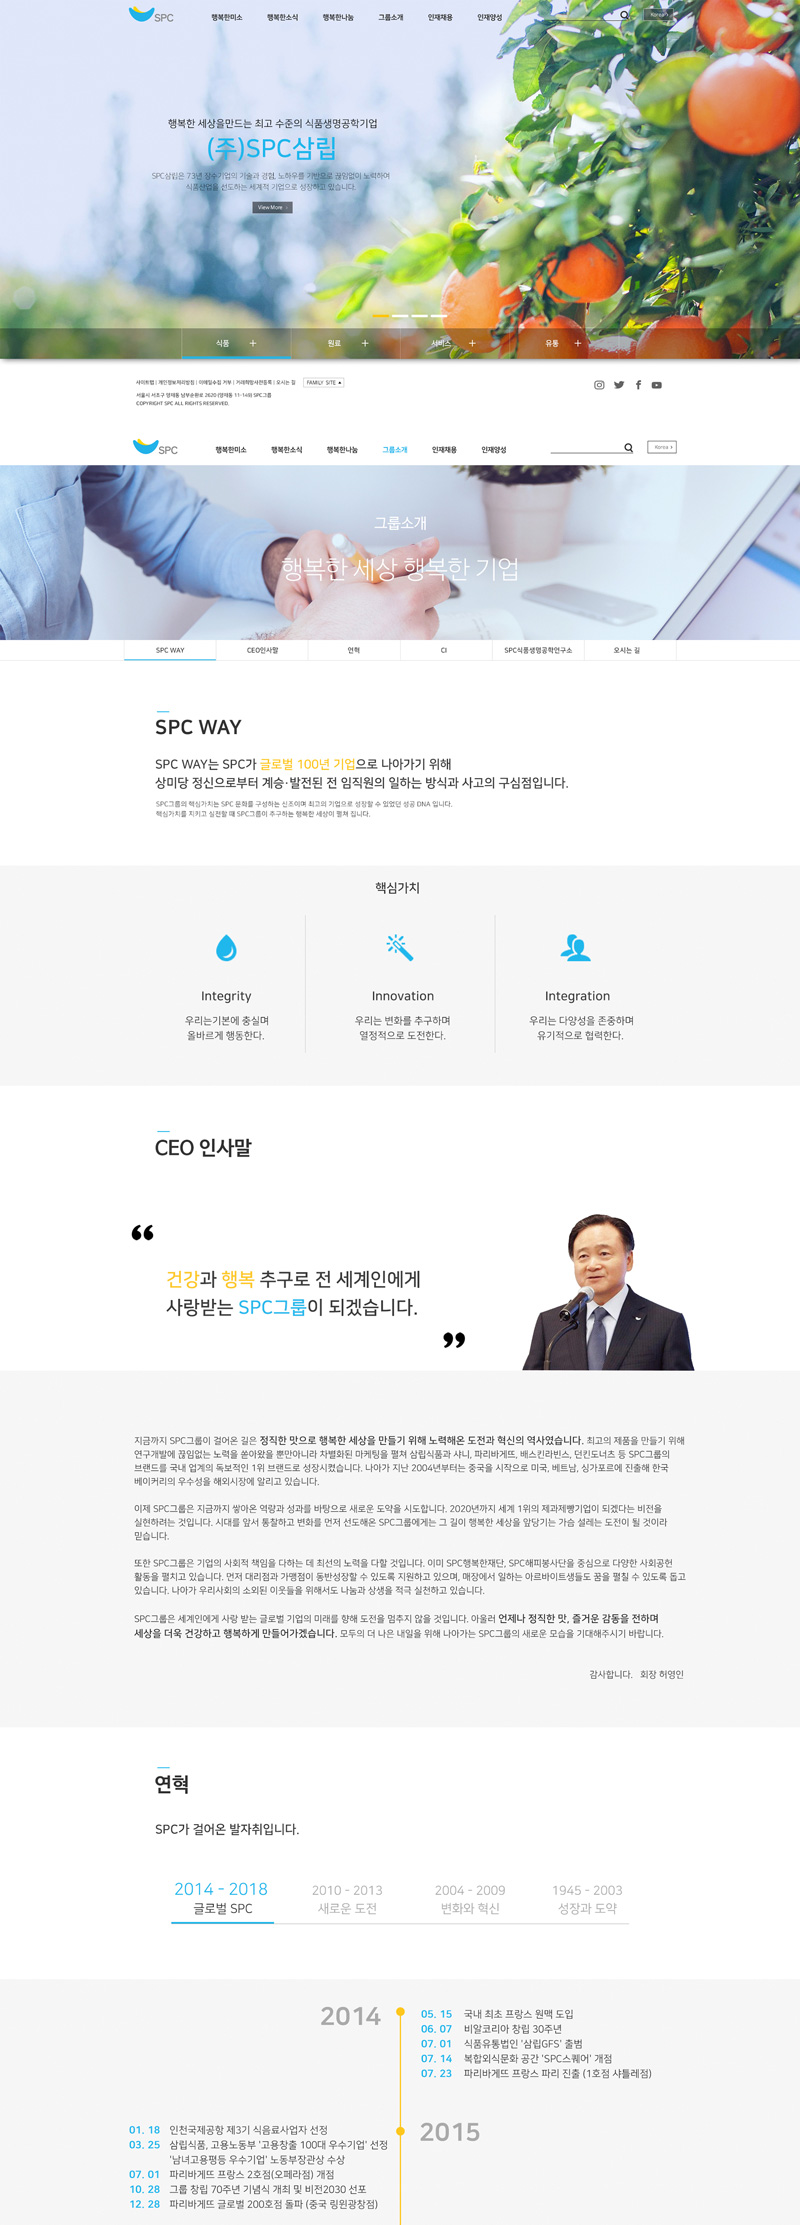 SPC
행복한미소 행복한소식 행복한나눔 그룹소개 인재채용 인재양성
Korea
행복한 세상을만드는 최고 수준의 식품생명공학기업
(주)SPC삼립
SPC삼립은 73년 장수기업의 기술과 경험, 노하우를 기반으로 끊임없이 노력하며
식품산업을 선도하는 세계적 기업으로 성장하고 있습니다.
View More
식품 + 원료 + 서비스 + 유통 +
사이트맵 | 개인정보처리방침 | 이메일수집 거부 | 거래희망사전등록 | 오시는 길 FAMILY SITE
서울시 서초구 양재동 남부순환로 2620 (양재동 11-149) SPC그룹
COPYRIGHT SPC ALL RIGHTS RESERVED.
SPC
행복한미소 행복한소식 행복한나눔 그룹소개 인재채용 인재양성
Korea
그룹소개
행복한 세상 행복한 기업
SPC WAY CEO인사말 연혁 CI SPC식품생명공학연구소 오시는 길
SPC WAY
SPC WAY는 SPC가 글로벌 100년 기업으로 나아가기 위해
상미당 정신으로부터 계승·발전된 전 임직원의 일하는 방식과 사고의 구심점입니다.
SPC그룹의 핵심가치는 SPC 문화를 구성하는 신조이며 최고의 기업으로 성장할 수 있었던 성공 DNA 입니다.
핵심가치를 지키고 실천할 때 SPC그룹이 추구하는 행복한 세상이 펼쳐 집니다.
핵심가치
Integrity
우리는기본에 충실며
올바르게 행동한다.
Innovation
우리는 변화를 추구하며
열정적으로 도전한다.
Integration
우리는 다양성을 존중하며
유기적으로 협력한다.
CEO 인사말
“
건강과 행복 추구로 전 세계인에게
사랑받는 SPC그룹이 되겠습니다.
”
지금까지 SPC그룹이 걸어온 길은 정직한 맛으로 행복한 세상을 만들기 위해 노력해온 도전과 혁신의 역사였습니다. 최고의 제품을 만들기 위해
연구개발에 끊임없는 노력을 쏟아왔을 뿐만아니라 차별화된 마케팅을 펼쳐 삼립식품과 샤니, 파리바게뜨, 배스킨라빈스, 던킨도너츠 등 SPC그룹의
브랜드를 국내 업계의 독보적인 1위 브랜드로 성장시켰습니다. 나아가 지난 2004년부터는 중국을 시작으로 미국, 베트남, 싱가포르에 진출해 한국
베이커리의 우수성을 해외시장에 알리고 있습니다.
이제 SPC그룹은 지금까지 쌓아온 역량과 성과를 바탕으로 새로운 도약을 시도합니다. 2020년까지 세계 1위의 제과제빵기업이 되겠다는 비전을
실현하려는 것입니다. 시대를 앞서 통찰하고 변화를 먼저 선도해온 SPC그룹에게는 그 길이 행복한 세상을 앞당기는 가슴 설레는 도전이 될 것이라
믿습니다.
또한 SPC그룹은 기업의 사회적 책임을 다하는 데 최선의 노력을 다할 것입니다. 이미 SPC행복한재단, SPC해피봉사단을 중심으로 다양한 사회공헌
활동을 펼치고 있습니다. 먼저 대리점과 가맹점이 동반성장할 수 있도록 지원하고 있으며, 매장에서 일하는 아르바이트생들도 꿈을 펼칠 수 있도록 돕고
있습니다. 나아가 우리사회의 소외된 이웃들을 위해서도 나눔과 상생을 적극 실천하고 있습니다.
SPC그룹은 세계인에게 사랑 받는 글로벌 기업의 미래를 향해 도전을 멈추지 않을 것입니다. 아울러 언제나 정직한 맛, 즐거운 감동을 전하며
세상을 더욱 건강하고 행복하게 만들어가겠습니다. 모두의 더 나은 내일을 위해 나아가는 SPC그룹의 새로운 모습을 기대해주시기 바랍니다.
감사합니다. 회장 허영인
연혁
SPC가 걸어온 발자취입니다.
2014 - 2018 2010 - 2013 2004 - 2009 1945 - 2003
글로벌 SPC 새로운 도전 변화와 혁신 성장과 도약
2014
05. 15 국내 최초 프랑스 원맥 도입
06. 07 비알코리아 창립 30주년
07. 01 식품유통법인 '삼립GFS' 출범
07. 14 복합외식문화 공간 'SPC스퀘어' 개점
07. 23 파리바게뜨 프랑스 파리 진출 (1호점 샤틀레점)
2015
01. 18 인천국제공항 제3기 식음료사업자 선정
03. 25 삼립식품, 고용노동부 '고용창출 100대 우수기업' 선정
'남녀고용평등 우수기업' 노동부장관상 수상
07. 01 파리바게뜨 프랑스 2호점(오페라점) 개점
10. 28 그룹 창립 70주년 기념식 개최 및 비전2030 선포
12. 28 파리바게뜨 글로벌 200호점 돌파 (중국 링윈광창점)